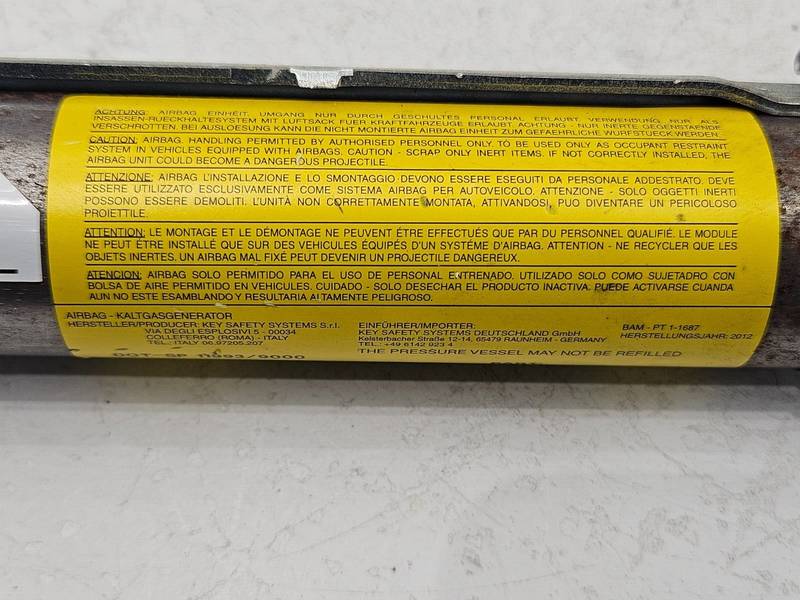 ACHTUNG: AIRBAG EINHEIT. UMGANG NUR DURCH GESCHULTES PERSONAL ERLAUBT. VERWENDUNG, NUR ALS
INSASSEN-RUECKHALTESYSTEM MIT LUFTSACK FUER KRAFTFAHRZEUGE ERLAUBT. ACHTUNG - NUR INERTE GEGENSTAENDE
VERSCHROTTEN. BEI AUSLOESUNG KANN DIE NICHT MONTIERTE AIRBAG EINHEIT ZUM GEFAEHRLICHE WURFSTUECK WERDEN.
CAUTION: AIRBAG. HANDLING PERMITTED BY AUTHORISED PERSONNEL ONLY. TO BE USED ONLY AS OCCUPANT RESTRAINT
SYSTEM IN VEHICLES EQUIPPED WITH AIRBAGS. CAUTION - SCRAP ONLY INERT ITEMS. IF NOT CORRECTLY INSTALLED, THE
AIRBAG UNIT COULD BECOME A DANGEROUS PROJECTILE.
ATTENZIONE: AIRBAG L'INSTALLAZIONE E LO SMONTAGGIO DEVONO ESSERE ESEGUITI DA PERSONALE ADDESTRATO. DEVE
ESSERE UTILIZZATO ESCLUSIVAMENTE COME SISTEMA AIRBAG PER AUTOVEICOLO. ATTENZIONE - SOLO OGGETTI INERTI
POSSONO ESSERE DEMOLITI. L'UNITÀ NON CORRETTAMENTE MONTATA, ATTIVANDOSI, PUO DIVENTARE UN PERICOLOSO
PROIETTILE.
ATTENTION: LE MONTAGE ET LE DÉMONTAGE NE PEUVENT ÊTRE EFFECTUÉS QUE PAR DU PERSONNEL QUALIFIÉ. LE MODULE
NE PEUT ÊTRE INSTALLÉ QUE SUR DES VEHICULES ÉQUIPÉS D'UN SYSTÉME D'AIRBAG. ATTENTION - NE RECYCLER QUE LES
OBJETS INERTES. UN AIRBAG MAL FIXÉ PEUT DEVENIR UN PROJECTILE DANGEREUX.
ATENCION: AIRBAG SOLO PERMITIDO PARA EL USO DE PERSONAL ENTRENADO. UTILIZADO SOLO COMO SUJETADRO CON
BOLSA DE AIRE PERMITIDO EN VEHICULOS. CUIDADO - SOLO DESECHAR EL PRODUCTO INACTIVA. PUEDE ACTIVARSE CUANDA
AUN NO ESTE ESAMBLANDO Y RESULTARIA ALTAMENTE PELIGROSO.
AIRBAG - KALTGASGENERATOR
HERSTELLER/PRODUCER: KEY SAFETY SYSTEMS S.r.l.
VIA DEGLI ESPLOSIVI 5 - 00034
COLLEFERRO (ROMA) - ITALY
TEL.: ITALY 06.97205.207
EINFÜHRER/IMPORTER:
KEY SAFETY SYSTEMS DEUTSCHLAND GmbH
Kelsterbacher Straße 12-14, 65479 RAUNHEIM - GERMANY
TEL.: +49 6142 923 4
BAM - PT 1-1687
HERSTELLUNGSJAHR: 2012
THE PRESSURE VESSEL MAY NOT BE REFILLED